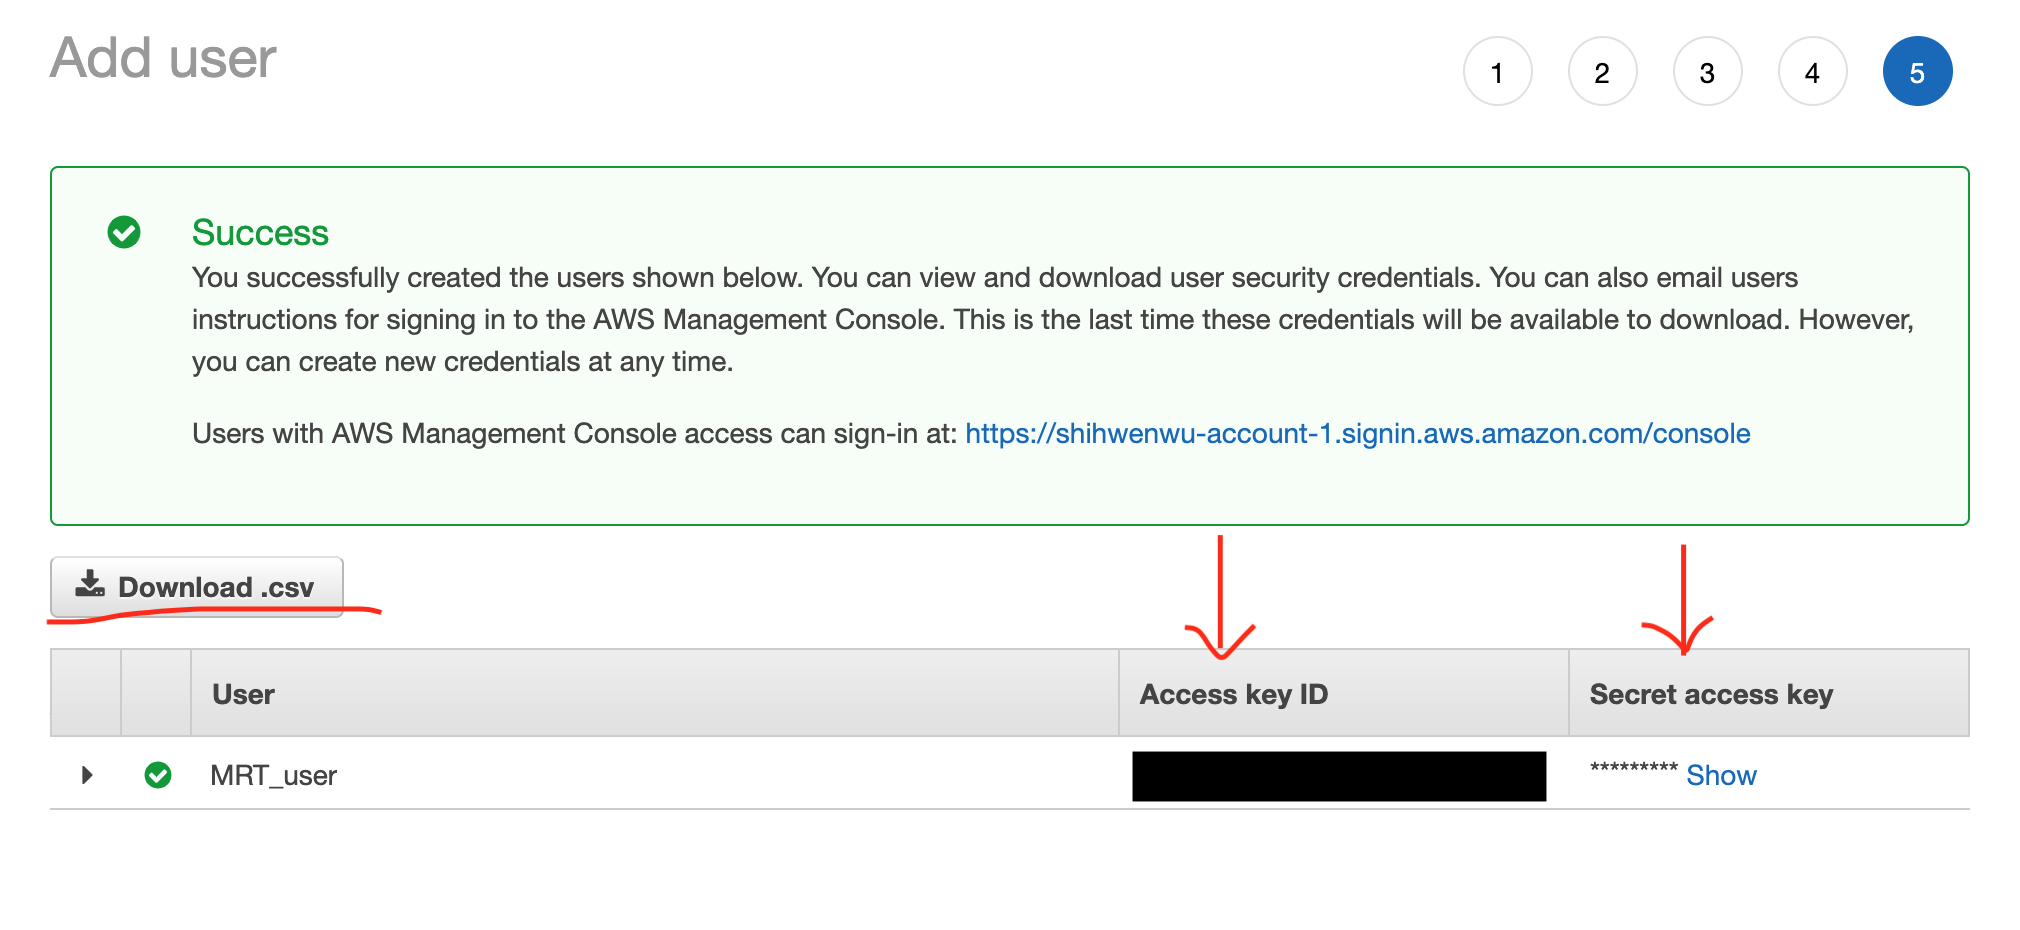 Add user
1 2 3 4 5
Success
You successfully created the users shown below. You can view and download user security credentials. You can also email users
instructions for signing in to the AWS Management Console. This is the last time these credentials will be available to download. However,
you can create new credentials at any time.
Users with AWS Management Console access can sign-in at: https://shihwenwu-account-1.signin.aws.amazon.com/console
Download .csv
User Access key ID Secret access key
MRT_user ********* Show